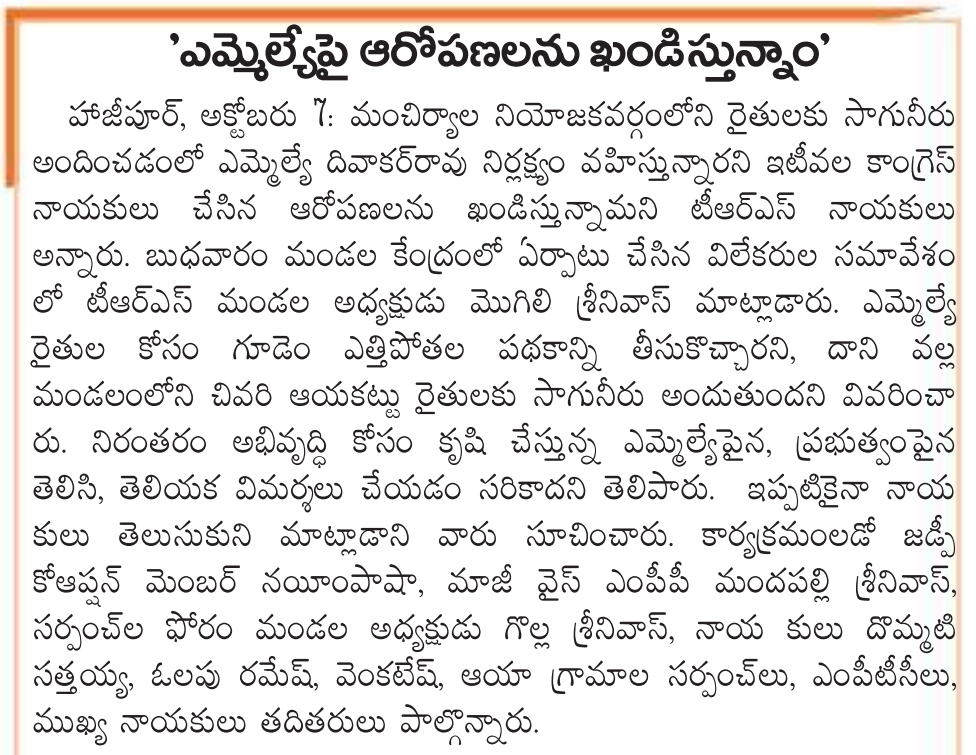 'ఎమ్మెల్యేపై ఆరోపణలను ఖండిస్తున్నాం'
హాజీపూర్, అక్టోబరు 7: మంచిర్యాల నియోజకవర్గంలోని రైతులకు సాగునీరు
అందించడంలో ఎమ్మెల్యే దివాకర్‌రావు నిర్లక్ష్యం వహిస్తున్నారని ఇటీవల కాంగ్రెస్
నాయకులు చేసిన ఆరోపణలను ఖండిస్తున్నామని టీఆర్ఎస్ నాయకులు
అన్నారు. బుధవారం మండల కేంద్రంలో ఏర్పాటు చేసిన విలేకరుల సమావేశం
లో టీఆర్ఎస్ మండల అధ్యక్షుడు మొగిలి శ్రీనివాస్ మాట్లాడారు. ఎమ్మెల్యే
రైతుల కోసం గూడెం ఎత్తిపోతల పథకాన్ని తీసుకొచ్చారని, దాని వల్ల
మండలంలోని చివరి ఆయకట్టు రైతులకు సాగునీరు అందుతుందని వివరించా
రు. నిరంతరం అభివృద్ధి కోసం కృషి చేస్తున్న ఎమ్మెల్యేపైన, ప్రభుత్వంపైన
తెలిసి, తెలియక విమర్శలు చేయడం సరికాదని తెలిపారు. ఇప్పటికైనా నాయ
కులు తెలుసుకుని మాట్లాడాని వారు సూచించారు. కార్యక్రమంలడో జడ్పీ
కోఆప్షన్ మెంబర్ నయీంపాషా, మాజీ వైస్ ఎంపీపీ మందపల్లి శ్రీనివాస్,
సర్పంచ్‌ల ఫోరం మండల అధ్యక్షుడు గొల్ల శ్రీనివాస్, నాయ కులు దొమ్మటి
సత్తయ్య, ఓలపు రమేష్, వెంకటేష్, ఆయా గ్రామాల సర్పంచ్‌లు, ఎంపీటీసీలు,
ముఖ్య నాయకులు తదితరులు పాల్గొన్నారు.